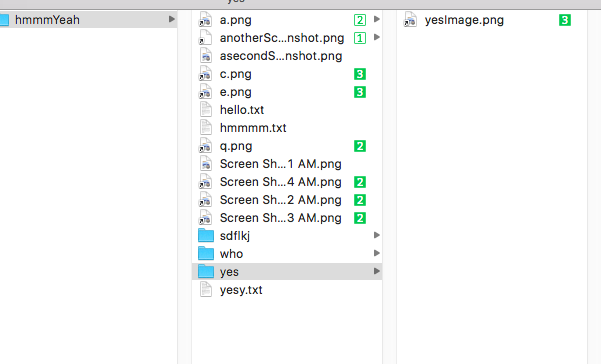 yes
hmmmYeah
a.png 2
anotherSc...nshot.png 1
asecondS...nshot.png
c.png 3
e.png 3
hello.txt
hmmmm.txt
q.png 2
Screen Sh...1 AM.png
Screen Sh...4 AM.png 2
Screen Sh...2 AM.png 2
Screen Sh...3 AM.png 2
sdflkj
who
yes
yesy.txt
yesImage.png 3